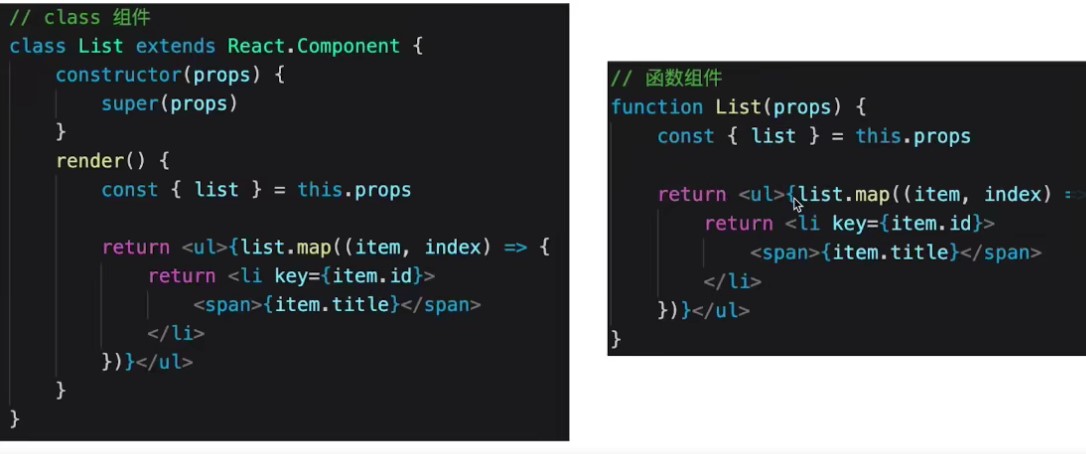 // class 组件
class List extends React.Component {
    constructor(props) {
        super(props)
    }
    render() {
        const { list } = this.props

        return <ul>{list.map((item, index) => {
            return <li key={item.id}>
                <span>{item.title}</span>
            </li>
        })}</ul>
    }
}
// 函数组件
function List(props) {
    const { list } = this.props

    return <ul>{list.map((item, index) =
        return <li key={item.id}>
            <span>{item.title}</span>
        </li>
    })}</ul>
}